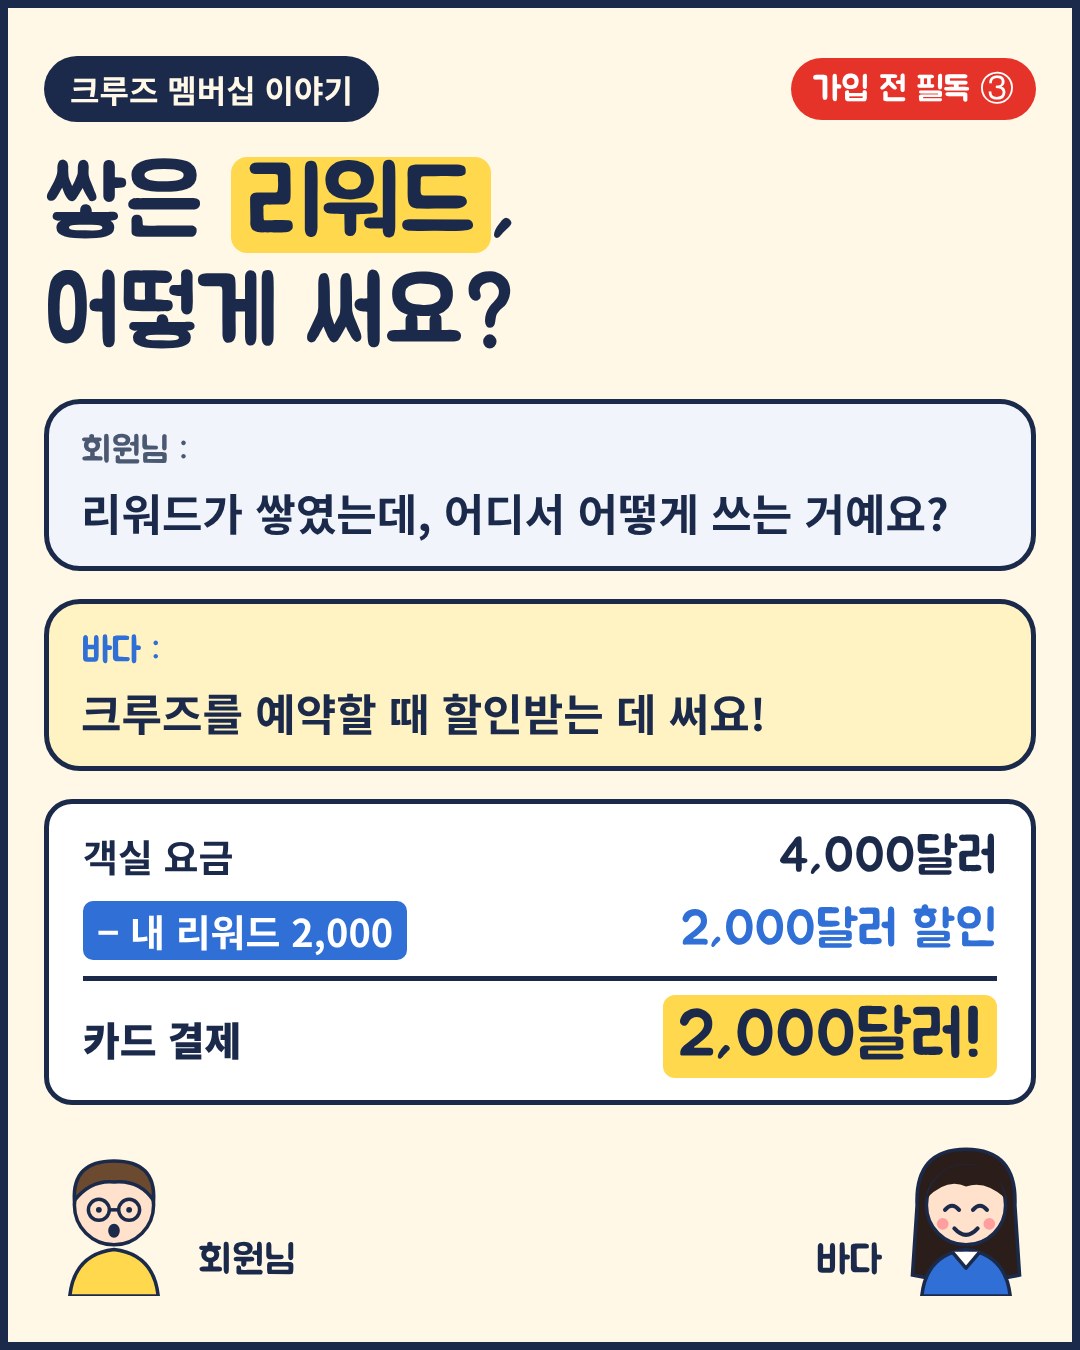 크루즈 멤버십 이야기
가입 전 필독 ③
쌓은 리워드,
어떻게 써요?
회원님 :
리워드가 쌓였는데, 어디서 어떻게 쓰는 거예요?
바다 :
크루즈를 예약할 때 할인받는 데 써요!
객실 요금 4,000달러
– 내 리워드 2,000 2,000달러 할인
카드 결제 2,000달러!
회원님
바다